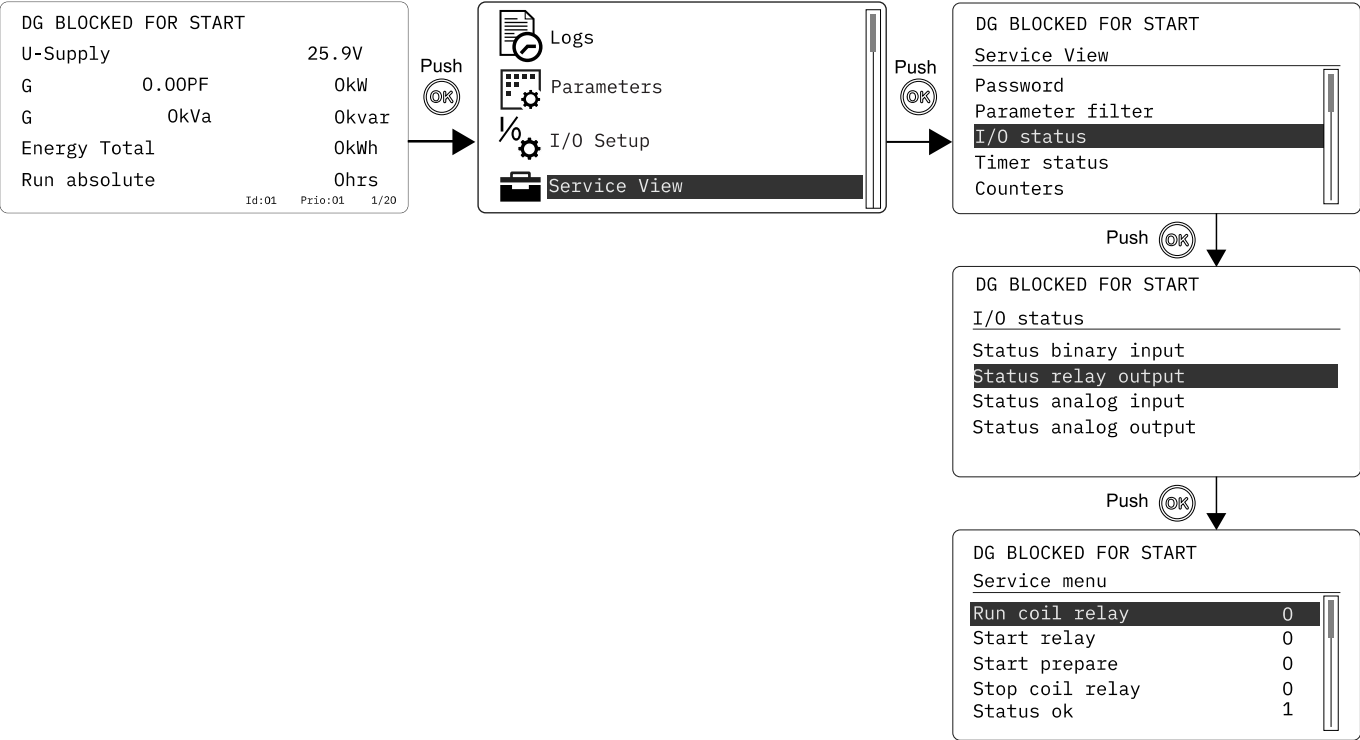 DG BLOCKED FOR START
U-Supply 25.9V
G 0.00PF 0kW
G 0kVa 0kvar
Energy Total 0kWh
Run absolute 0hrs
Id:01 Prio:01 1/20
Push
OK
Logs
Parameters
I/O Setup
Service View
Push
OK
DG BLOCKED FOR START
Service View
Password
Parameter filter
I/O status
Timer status
Counters
Push OK
DG BLOCKED FOR START
I/O status
Status binary input
Status relay output
Status analog input
Status analog output
Push OK
DG BLOCKED FOR START
Service menu
Run coil relay 0
Start relay 0
Start prepare 0
Stop coil relay 0
Status ok 1